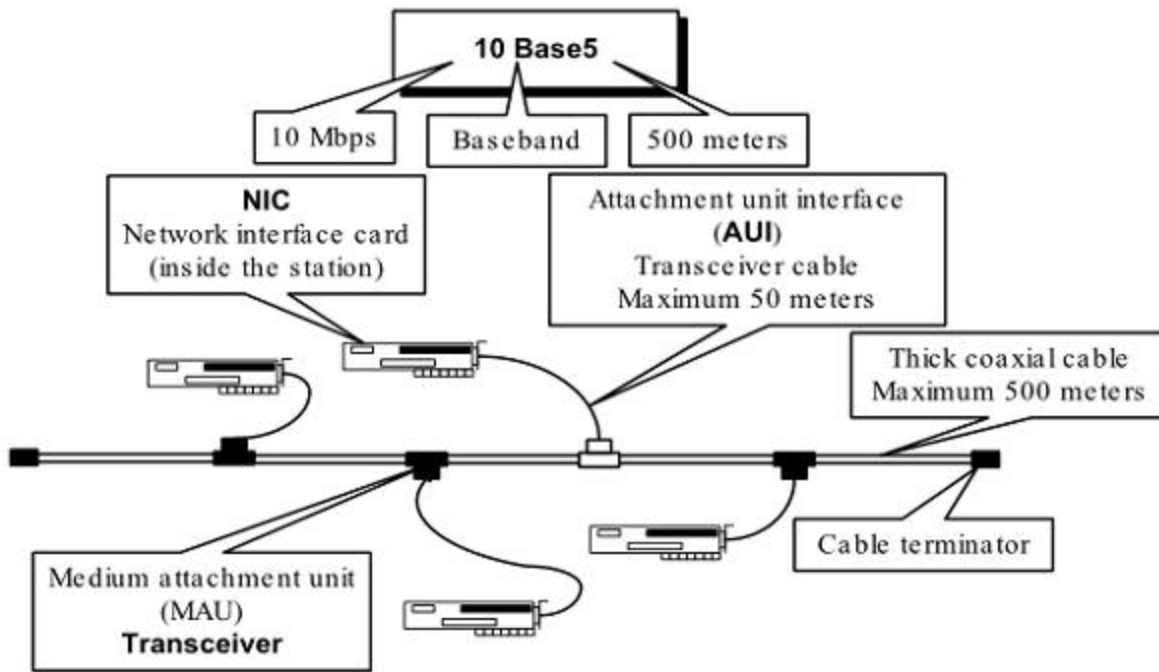 10 Base5
10 Mbps
Baseband
500 meters
NIC
Network interface card
(inside the station)
Attachment unit interface
(AUI)
Transceiver cable
Maximum 50 meters
Thick coaxial cable
Maximum 500 meters
Cable terminator
Medium attachment unit
(MAU)
Transceiver